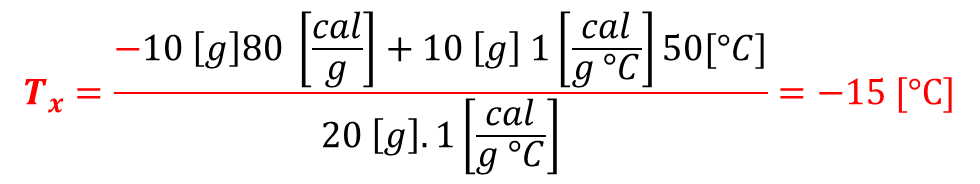 T_x = (−10 [g]80 [cal/g] + 10 [g] 1 [cal/(g °C)] 50[°C]) / (20 [g]. 1 [cal/(g °C)]) = −15 [°C]